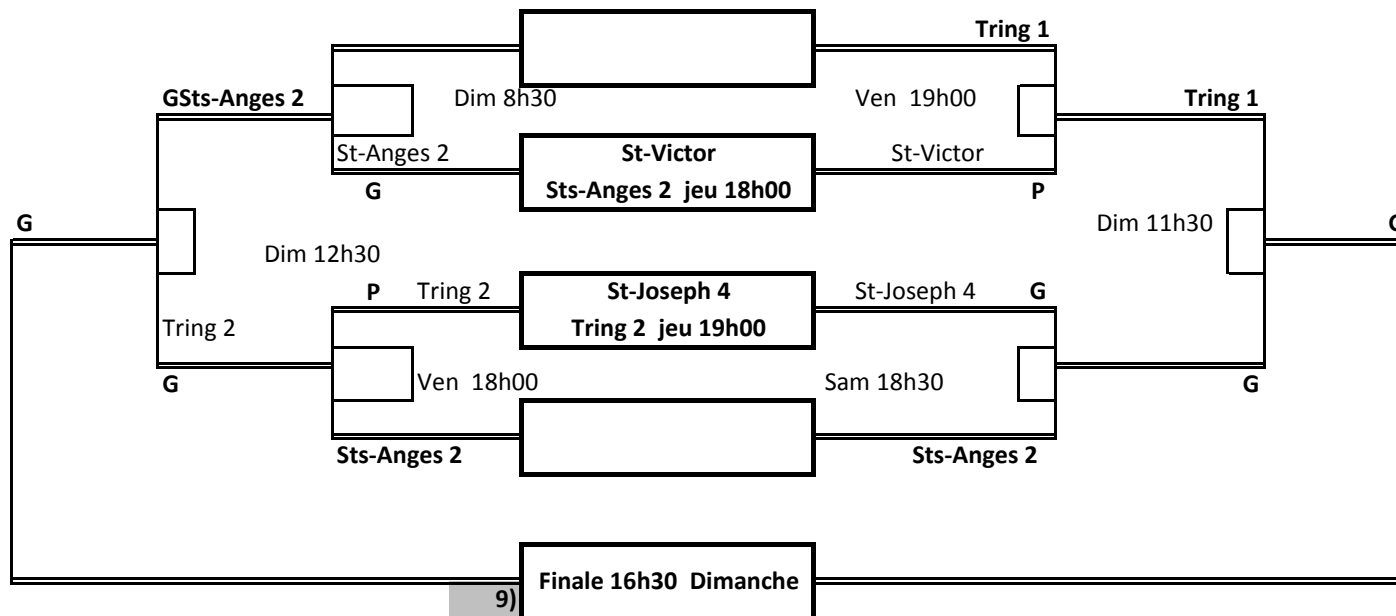 Tring 1
GSts-Anges 2
Dim 8h30
Ven 19h00
Tring 1
St-Anges 2
St-Victor
St-Victor
G
Sts-Anges 2 jeu 18h00
P
G
Dim 12h30
Dim 11h30
G
P
Tring 2
St-Joseph 4
St-Joseph 4
G
Tring 2
Tring 2 jeu 19h00
G
Ven 18h00
Sam 18h30
G
Sts-Anges 2
Sts-Anges 2
Finale 16h30 Dimanche
9)